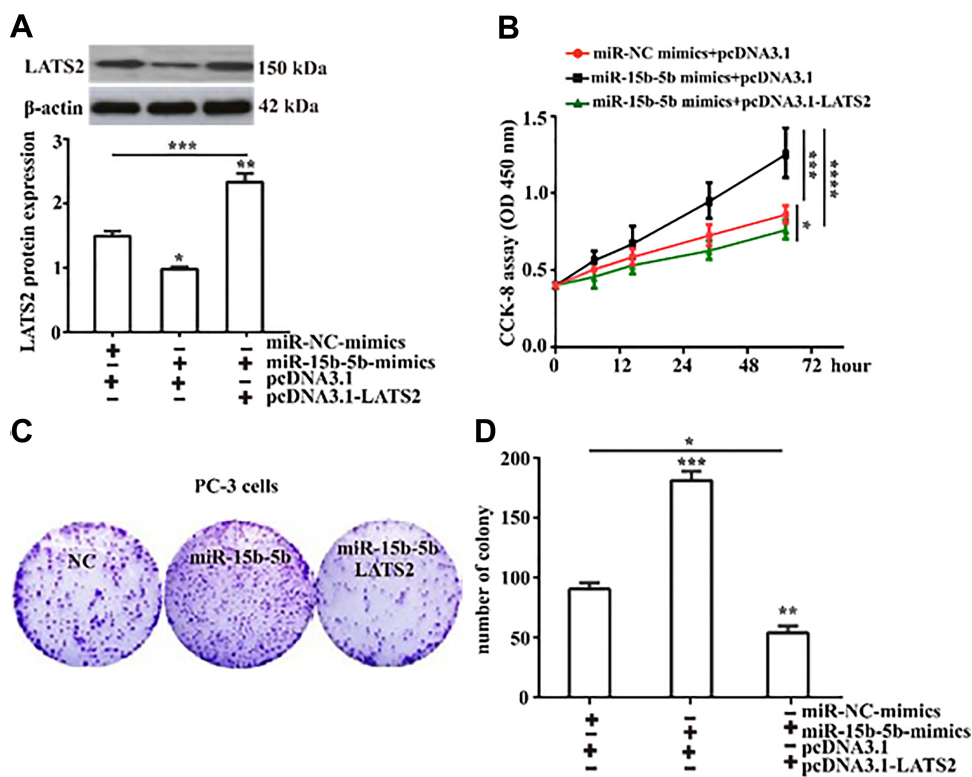 A
LATS2
150 kDa
β-actin
42 kDa
LATS2 protein expression
3
2
1
0
***
*
**
+ − − miR-NC-mimics
− + + miR-15b-5b-mimics
+ + − pcDNA3.1
− − + pcDNA3.1-LATS2
B
miR-NC mimics+pcDNA3.1
miR-15b-5b mimics+pcDNA3.1
miR-15b-5b mimics+pcDNA3.1-LATS2
CCK-8 assay (OD 450 nm)
1.5
1.0
0.5
0.0
0 12 24 48 72 hour
***
****
*
C
PC-3 cells
NC
miR-15b-5b
miR-15b-5b
LATS2
D
number of colony
200
150
100
50
0
*
***
**
+ − − miR-NC-mimics
− + + miR-15b-5b-mimics
+ + − pcDNA3.1
− − + pcDNA3.1-LATS2